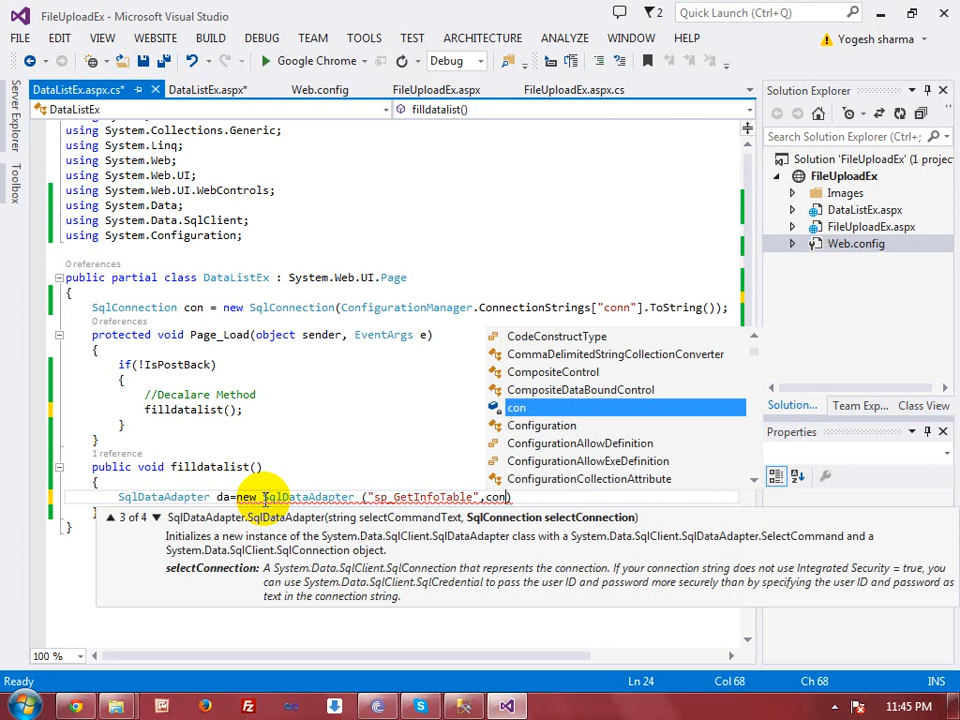 FileUploadEx - Microsoft Visual Studio
2
Quick Launch (Ctrl+Q)
FILE EDIT VIEW WEBSITE BUILD DEBUG TEAM TOOLS TEST ARCHITECTURE ANALYZE WINDOW HELP
Yogesh sharma
Google Chrome
Debug
Server Explorer
Toolbox
DataListEx.aspx.cs* DataListEx.aspx* Web.config FileUploadEx.aspx FileUploadEx.aspx.cs
DataListEx
filldatalist()
using System.Collections.Generic;
using System.Linq;
using System.Web;
using System.Web.UI;
using System.Web.UI.WebControls;
using System.Data;
using System.Data.SqlClient;
using System.Configuration;
0 references
public partial class DataListEx : System.Web.UI.Page
{
SqlConnection con = new SqlConnection(ConfigurationManager.ConnectionStrings["conn"].ToString());
0 references
protected void Page_Load(object sender, EventArgs e)
{
if(!IsPostBack)
{
//Decalare Method
filldatalist();
}
}
1 reference
public void filldatalist()
{
SqlDataAdapter da=new SqlDataAdapter ("sp_GetInfoTable",con)
}
}
CodeConstructType
CommaDelimitedStringCollectionConverter
CompositeControl
CompositeDataBoundControl
con
Configuration
ConfigurationAllowDefinition
ConfigurationAllowExeDefinition
ConfigurationCollectionAttribute
3 of 4 SqlDataAdapter.SqlDataAdapter(string selectCommandText, SqlConnection selectConnection)
Initializes a new instance of the System.Data.SqlClient.SqlDataAdapter class with a System.Data.SqlClient.SqlDataAdapter.SelectCommand and a
System.Data.SqlClient.SqlConnection object.
selectConnection: A System.Data.SqlClient.SqlConnection that represents the connection. If your connection string does not use Integrated Security = true, you
can use System.Data.SqlClient.SqlCredential to pass the user ID and password more securely than by specifying the user ID and password as
text in the connection string.
Solution Explorer
Search Solution Explorer (Ctrl+;
Solution 'FileUploadEx' (1 projec
FileUploadEx
Images
DataListEx.aspx
FileUploadEx.aspx
Web.config
Solution... Team Exp... Class View
Properties
100 %
Ready
Ln 24
Col 68
Ch 68
INS
11:45 PM